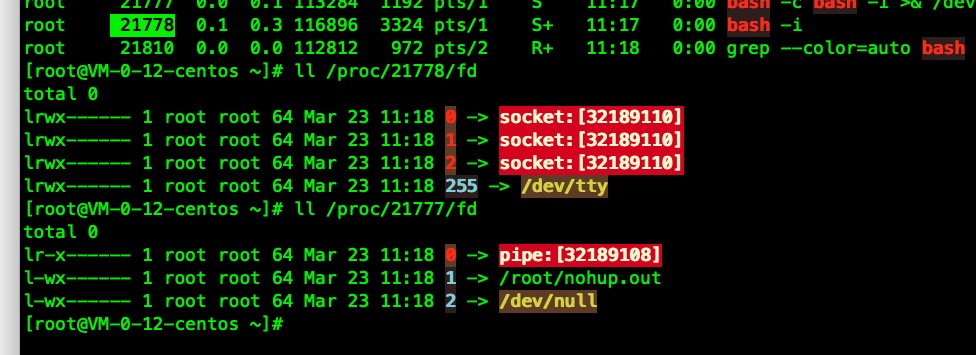 root 21777 0.0 0.1 113284 1192 pts/1 S 11:17 0:00 bash -c bash -i >& /dev
root 21778 0.1 0.3 116896 3324 pts/1 S+ 11:17 0:00 bash -i
root 21810 0.0 0.0 112812 972 pts/2 R+ 11:18 0:00 grep --color=auto bash
[root@VM-0-12-centos ~]# ll /proc/21778/fd
total 0
lrwx------ 1 root root 64 Mar 23 11:18 0 -> socket:[32189110]
lrwx------ 1 root root 64 Mar 23 11:18 1 -> socket:[32189110]
lrwx------ 1 root root 64 Mar 23 11:18 2 -> socket:[32189110]
lrwx------ 1 root root 64 Mar 23 11:18 255 -> /dev/tty
[root@VM-0-12-centos ~]# ll /proc/21777/fd
total 0
lr-x------ 1 root root 64 Mar 23 11:18 0 -> pipe:[32189108]
l-wx------ 1 root root 64 Mar 23 11:18 1 -> /root/nohup.out
l-wx------ 1 root root 64 Mar 23 11:18 2 -> /dev/null
[root@VM-0-12-centos ~]#